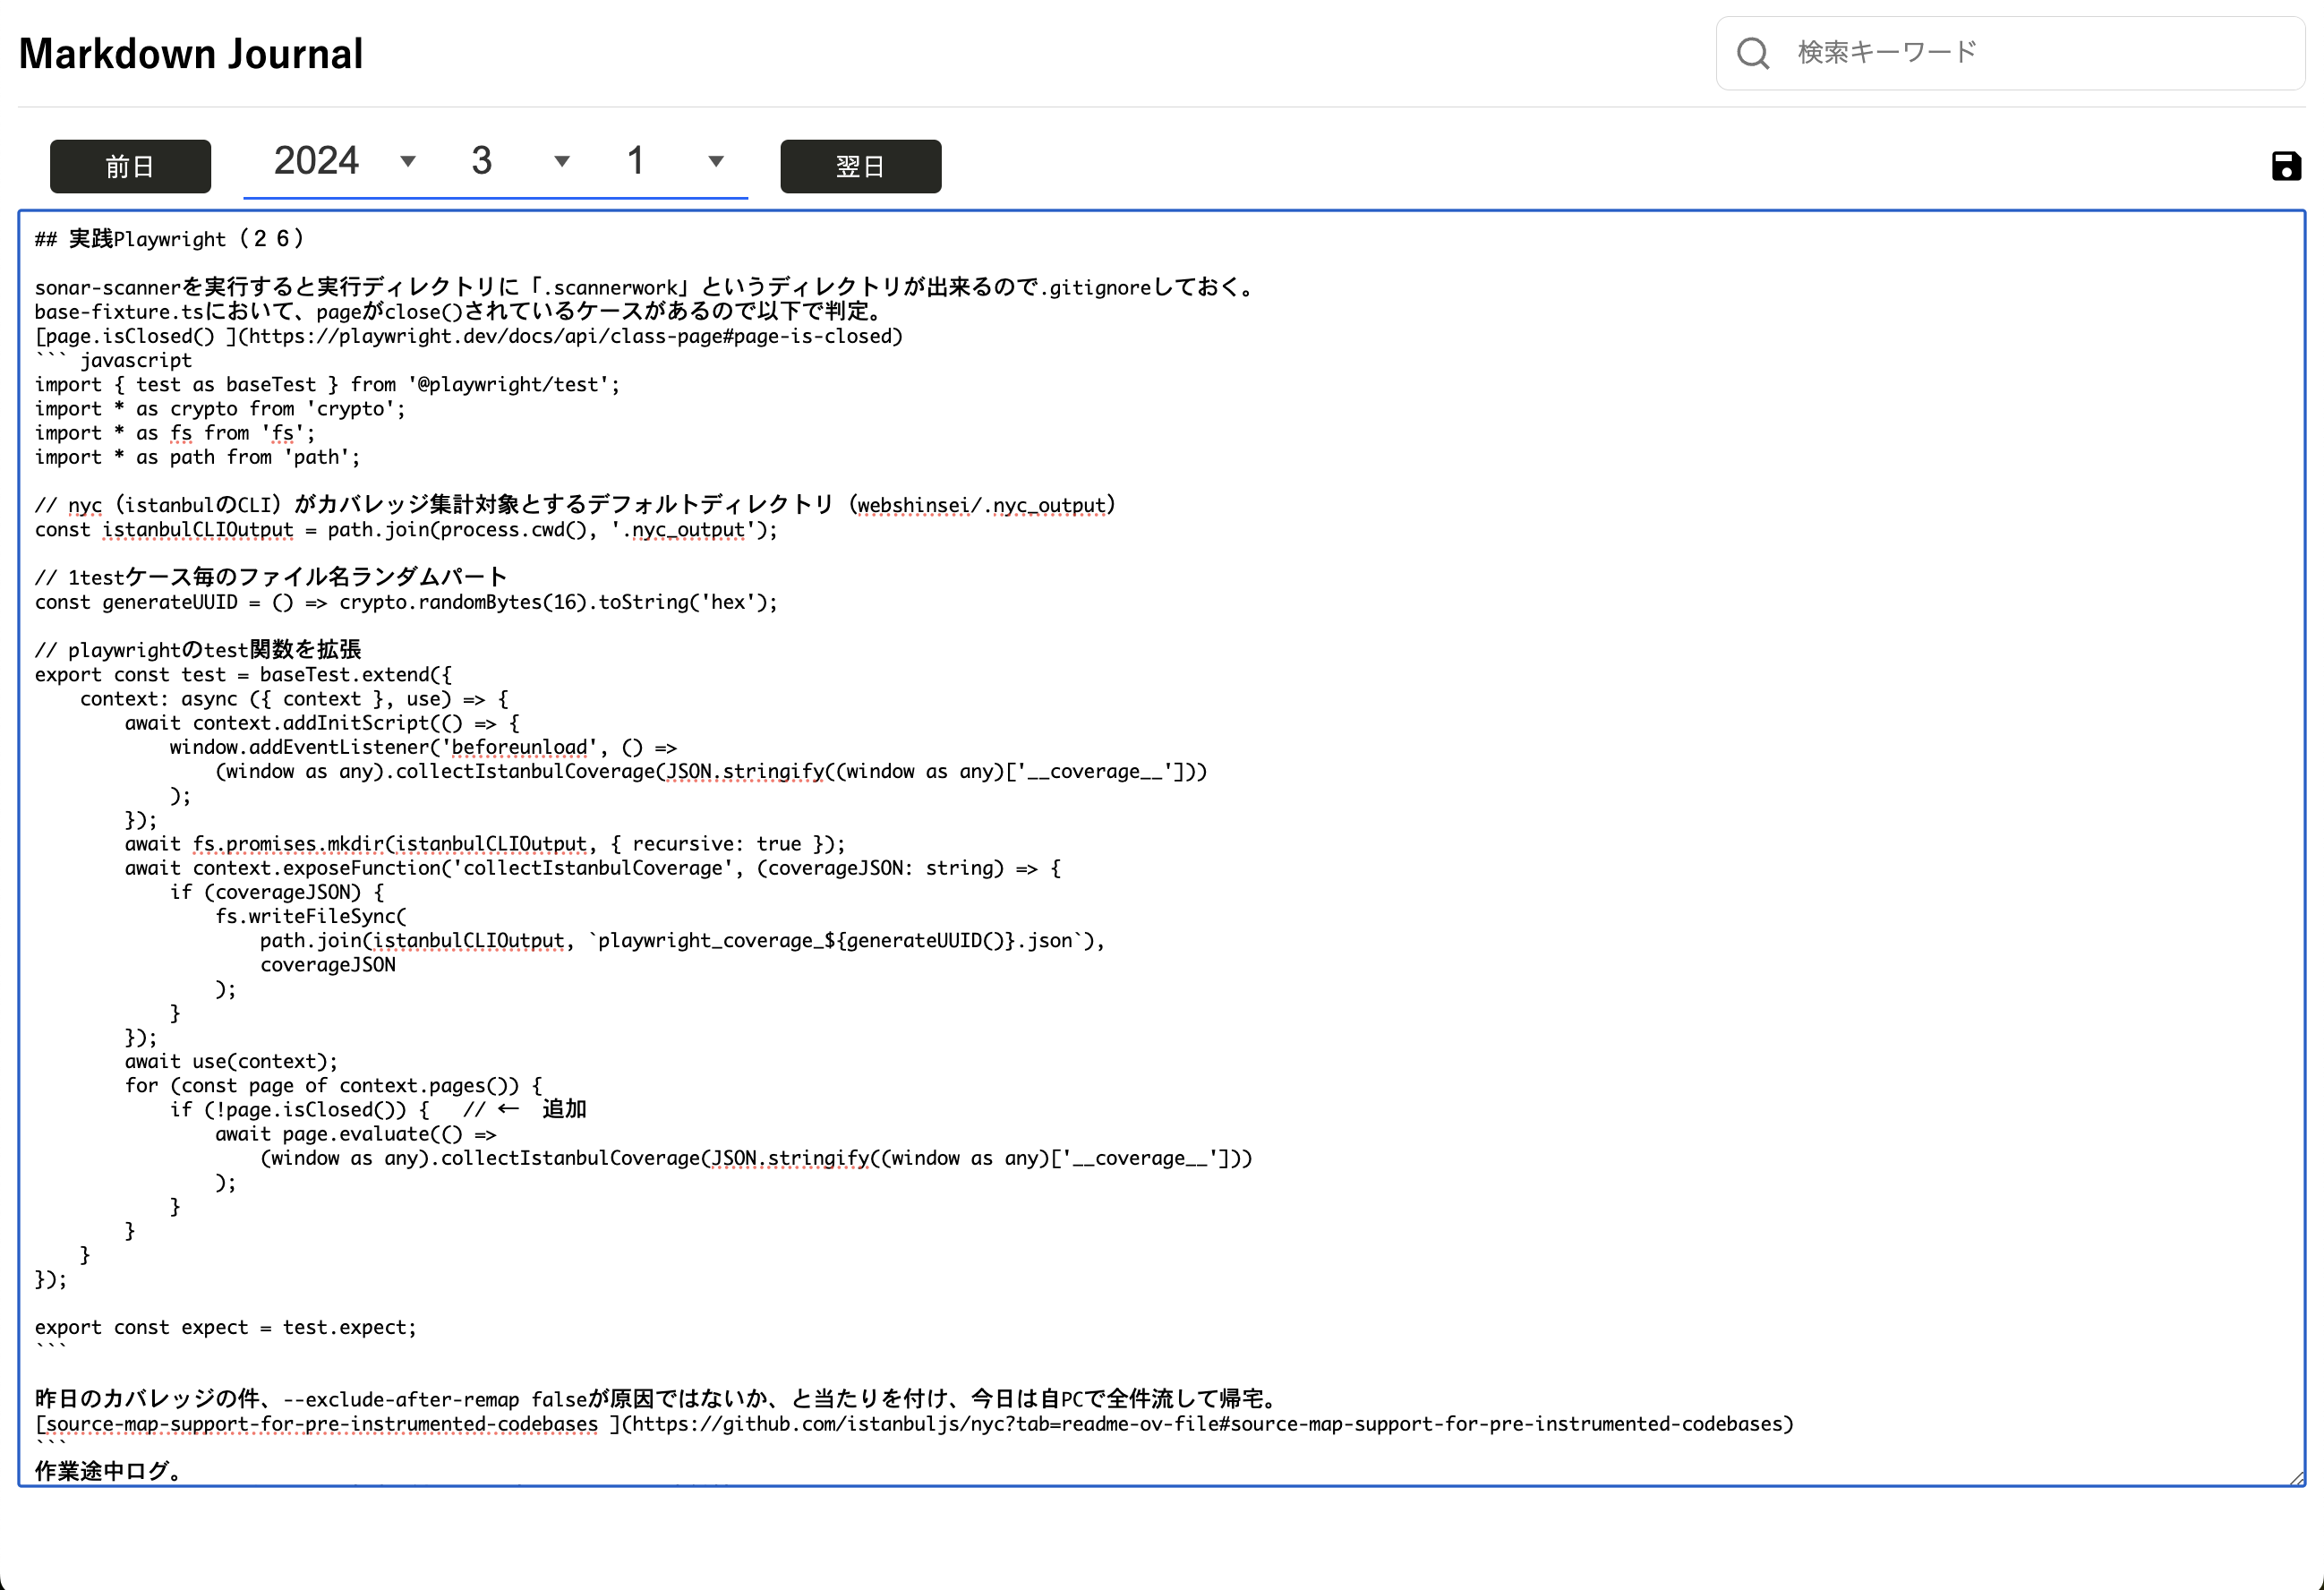 Markdown Journal
検索キーワード
前日
2024
3
1
翌日
## 実践Playwright（２６）
sonar-scannerを実行すると実行ディレクトリに「.scannerwork」というディレクトリが出来るので.gitignoreしておく。
base-fixture.tsにおいて、pageがclose()されているケースがあるので以下で判定。
[page.isClosed() ](https://playwright.dev/docs/api/class-page#page-is-closed)
``` javascript
import { test as baseTest } from '@playwright/test';
import * as crypto from 'crypto';
import * as fs from 'fs';
import * as path from 'path';
// nyc（istanbulのCLI）がカバレッジ集計対象とするデフォルトディレクトリ（webshinsei/.nyc_output）
const istanbulCLIOutput = path.join(process.cwd(), '.nyc_output');
// 1testケース毎のファイル名ランダムパート
const generateUUID = () => crypto.randomBytes(16).toString('hex');
// playwrightのtest関数を拡張
export const test = baseTest.extend({
    context: async ({ context }, use) => {
        await context.addInitScript(() => {
            window.addEventListener('beforeunload', () =>
                (window as any).collectIstanbulCoverage(JSON.stringify((window as any)['__coverage__']))
            );
        });
        await fs.promises.mkdir(istanbulCLIOutput, { recursive: true });
        await context.exposeFunction('collectIstanbulCoverage', (coverageJSON: string) => {
            if (coverageJSON) {
                fs.writeFileSync(
                    path.join(istanbulCLIOutput, `playwright_coverage_${generateUUID()}.json`),
                    coverageJSON
                );
            }
        });
        await use(context);
        for (const page of context.pages()) {
            if (!page.isClosed()) {   // ←　追加
                await page.evaluate(() =>
                    (window as any).collectIstanbulCoverage(JSON.stringify((window as any)['__coverage__']))
                );
            }
        }
    }
});
export const expect = test.expect;
```
昨日のカバレッジの件、--exclude-after-remap falseが原因ではないか、と当たりを付け、今日は自PCで全件流して帰宅。
[source-map-support-for-pre-instrumented-codebases ](https://github.com/istanbuljs/nyc?tab=readme-ov-file#source-map-support-for-pre-instrumented-codebases)
```
作業途中ログ。